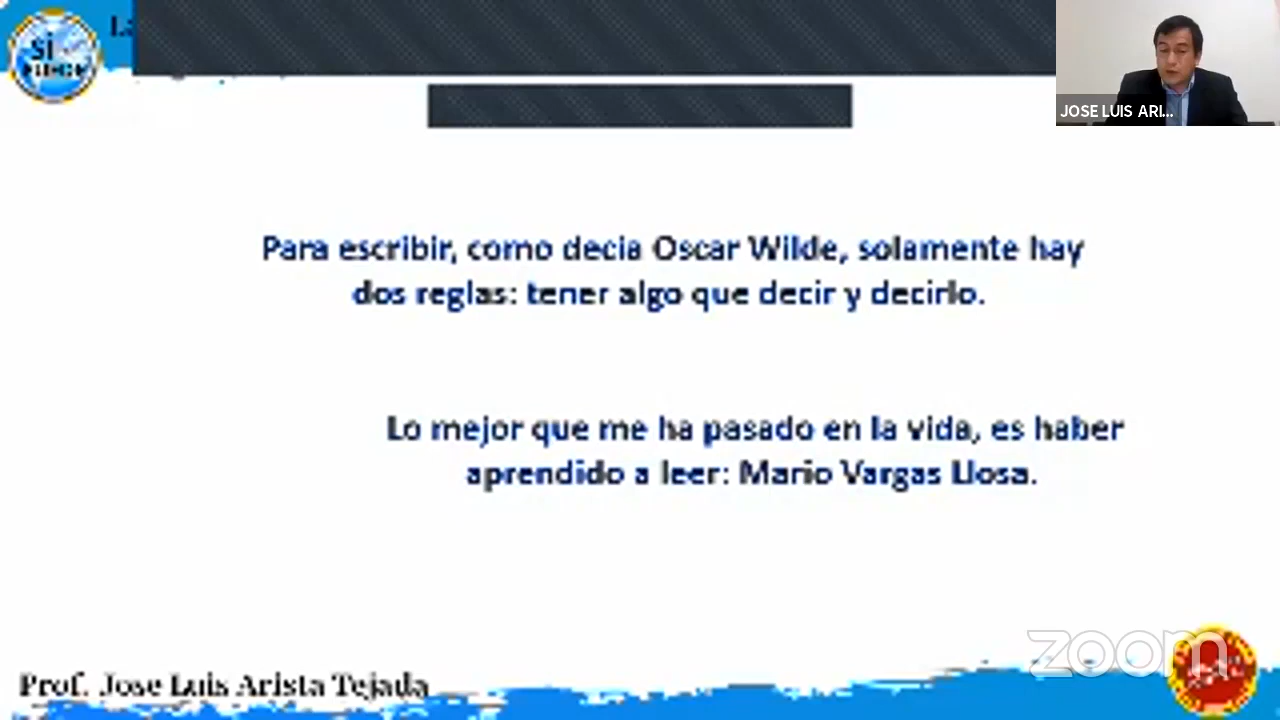 JOSE LUIS ARI...
Para escribir, como decia Oscar Wilde, solamente hay
dos reglas: tener algo que decir y decirlo.
Lo mejor que me ha pasado en la vida, es haber
aprendido a leer: Mario Vargas Llosa.
zoom
Prof. Jose Luis Arista Tejada